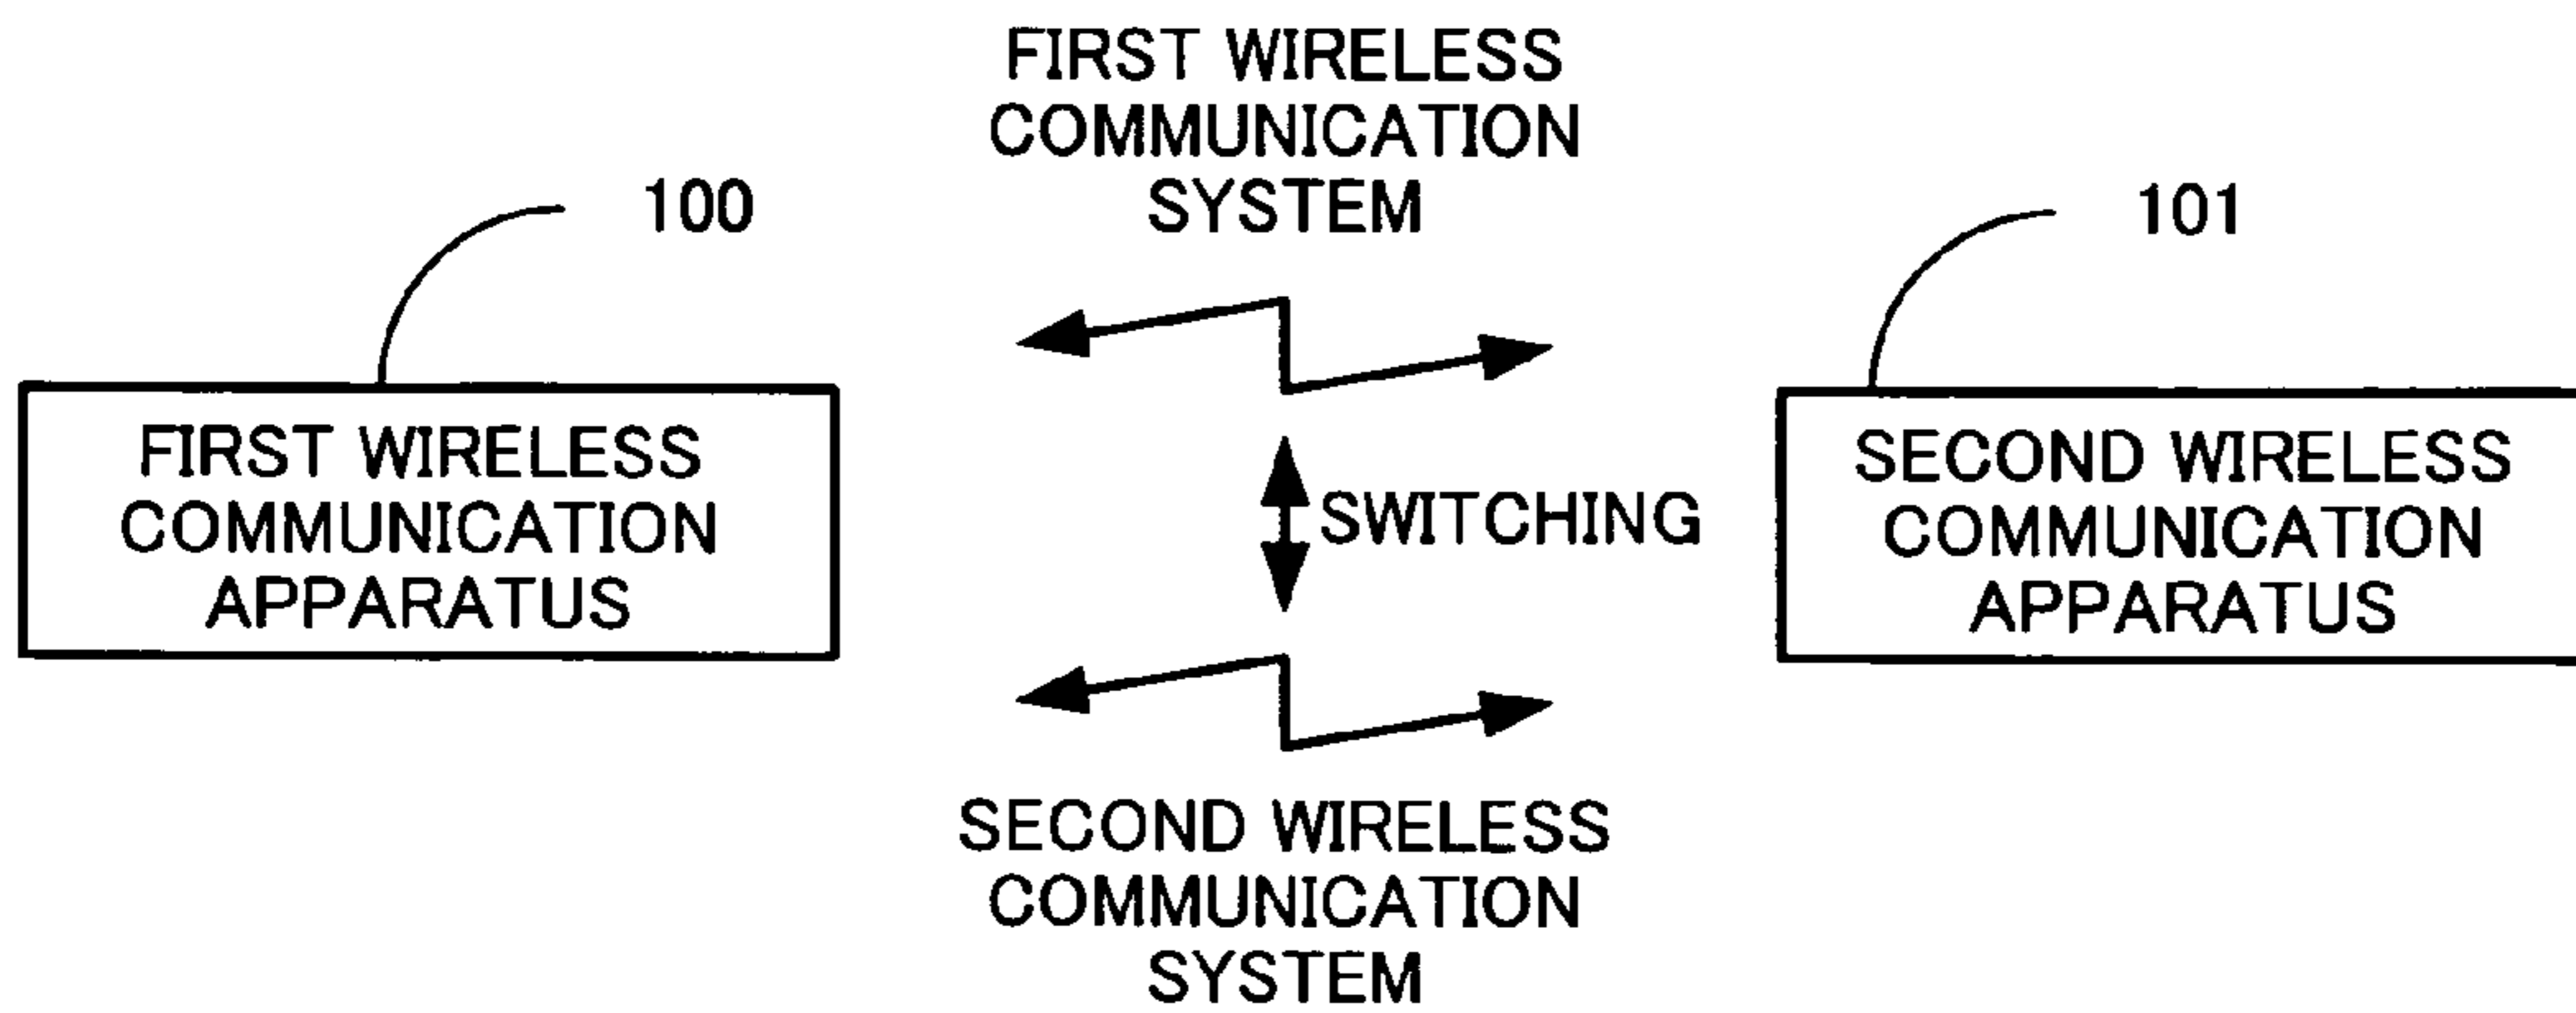 FIRST WIRELESS
COMMUNICATION
SYSTEM
100
101
FIRST WIRELESS
COMMUNICATION
APPARATUS
SWITCHING
SECOND WIRELESS
COMMUNICATION
APPARATUS
SECOND WIRELESS
COMMUNICATION
SYSTEM